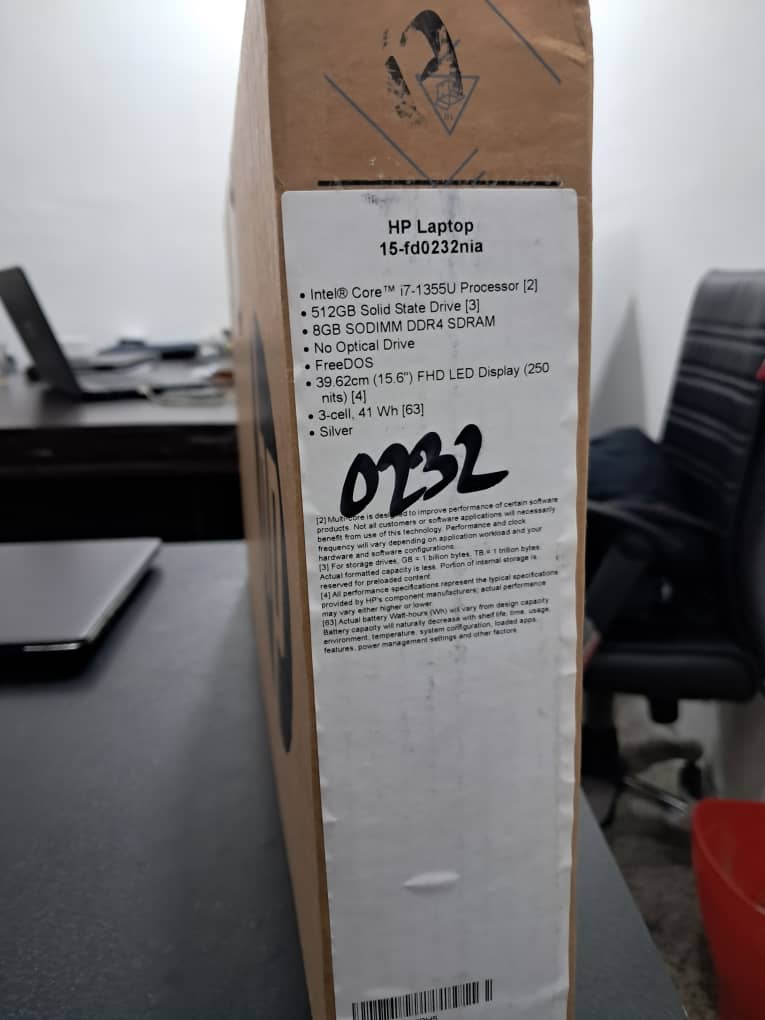 HP Laptop
15-fd0232nia
• Intel® Core™ i7-1355U Processor [2]
• 512GB Solid State Drive [3]
• 8GB SODIMM DDR4 SDRAM
• No Optical Drive
• FreeDOS
• 39.62cm (15.6") FHD LED Display (250
nits) [4]
• 3-cell, 41 Wh [63]
• Silver
0232
[2] Multi-core is designed to improve performance of certain software
products. Not all customers or software applications will necessarily
benefit from use of this technology. Performance and clock
frequency will vary depending on application workload and your
hardware and software configurations.
[3] For storage drives, GB = 1 billion bytes. TB = 1 trillion bytes.
Actual formatted capacity is less. Portion of internal storage is
reserved for preloaded content.
[4] All performance specifications represent the typical specifications
provided by HP's component manufacturers; actual performance
may vary either higher or lower.
[63] Actual battery Watt-hours (Wh) will vary from design capacity.
Battery capacity will naturally decrease with shelf life, time, usage,
environment, temperature, system configuration, loaded apps,
features, power management settings and other factors.